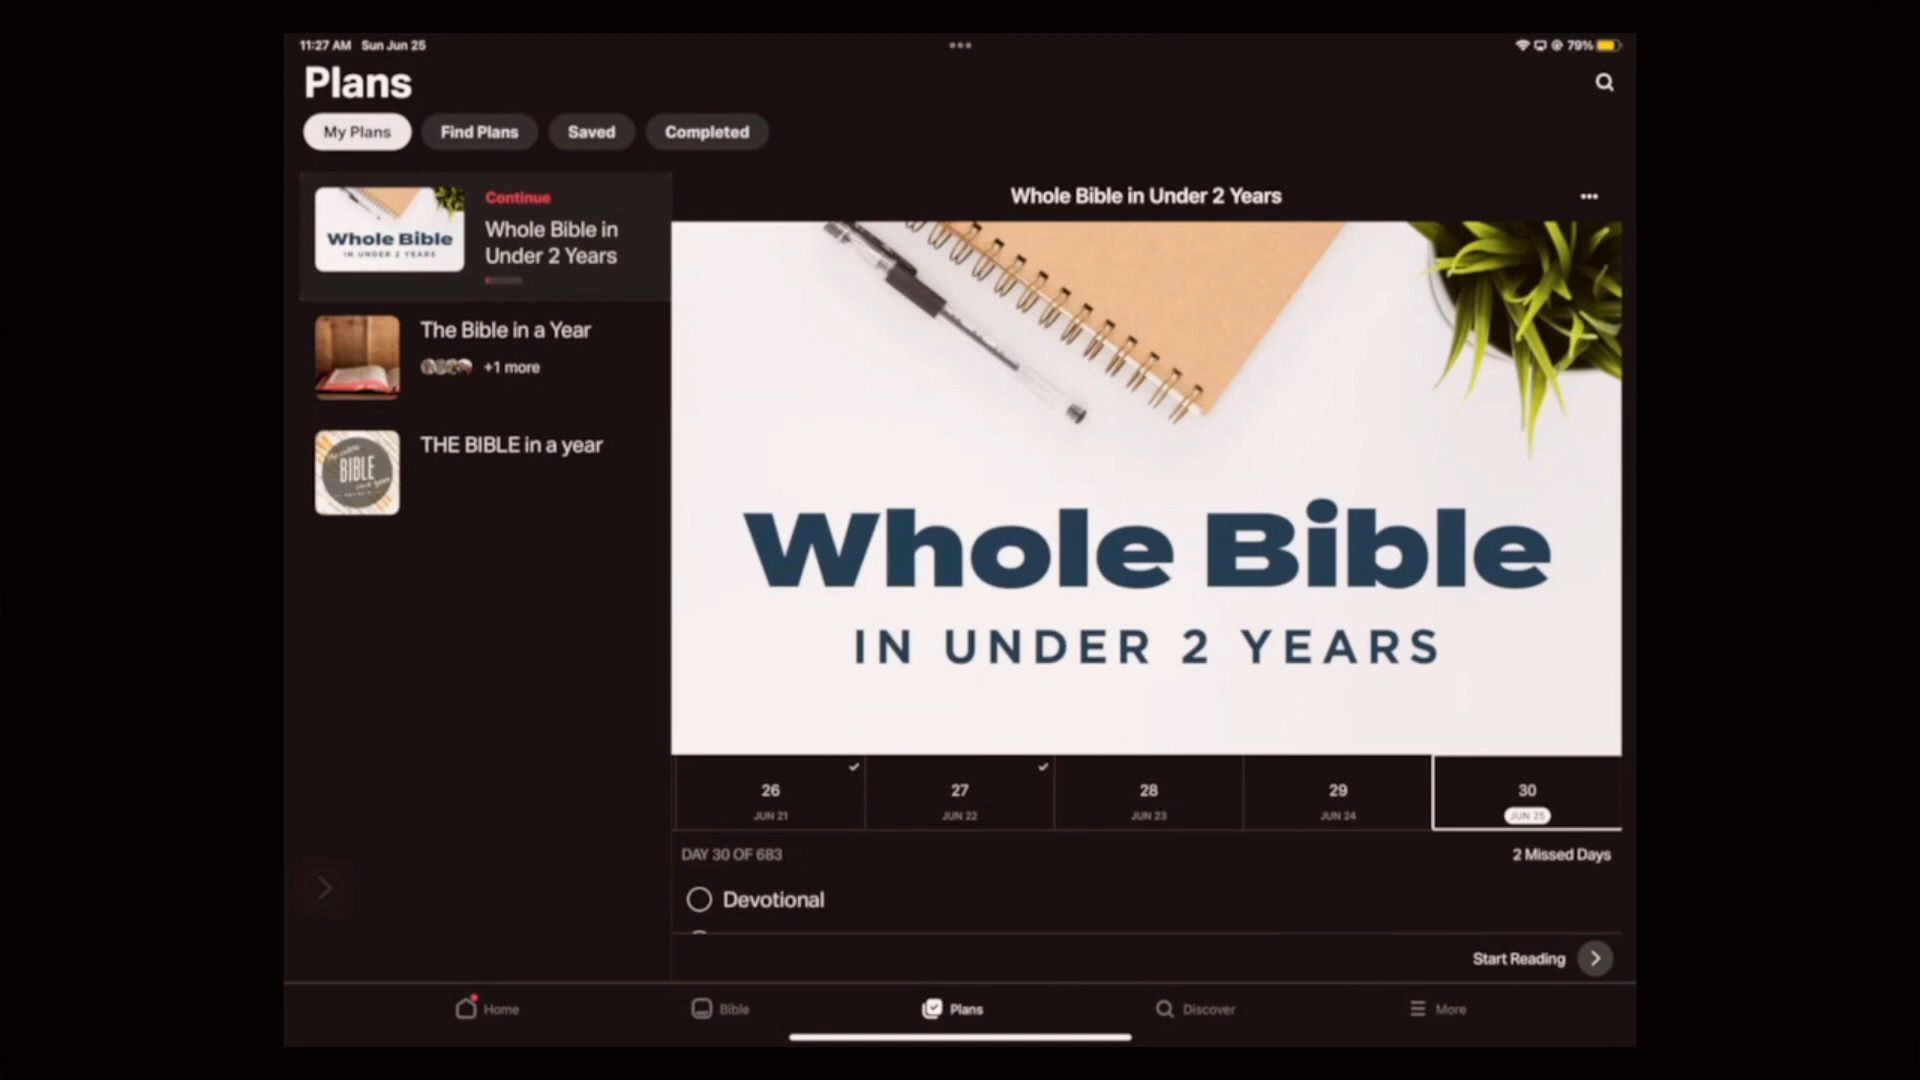 11:27 AM Sun Jun 25
79%
Plans
My Plans
Find Plans
Saved
Completed
Continue
Whole Bible in
Under 2 Years
Whole Bible
IN UNDER 2 YEARS
The Bible in a Year
+1 more
BIBLE
THE BIBLE in a year
Whole Bible in Under 2 Years
Whole Bible
IN UNDER 2 YEARS
26
JUN 21
27
JUN 22
28
JUN 23
29
JUN 24
30
JUN 25
DAY 30 OF 683
2 Missed Days
Devotional
Start Reading
Home
Bible
Plans
Discover
More